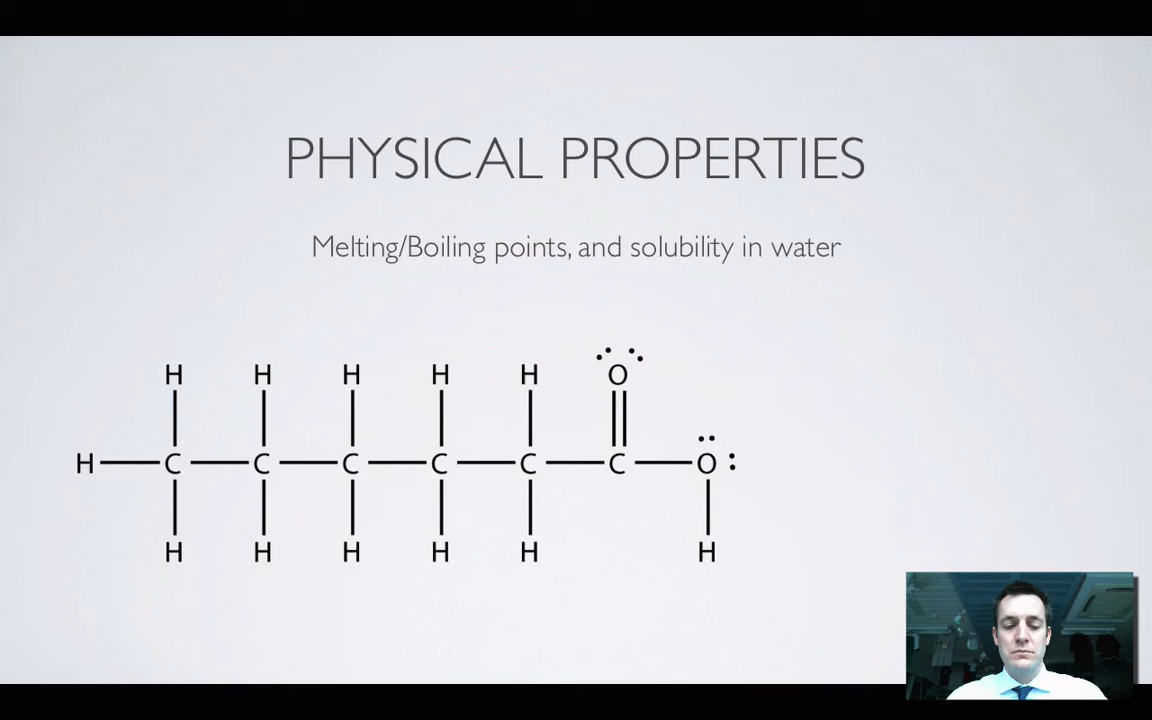 PHYSICAL PROPERTIES
Melting/Boiling points, and solubility in water
H H H H H O
H C C C C C C O
H H H H H H